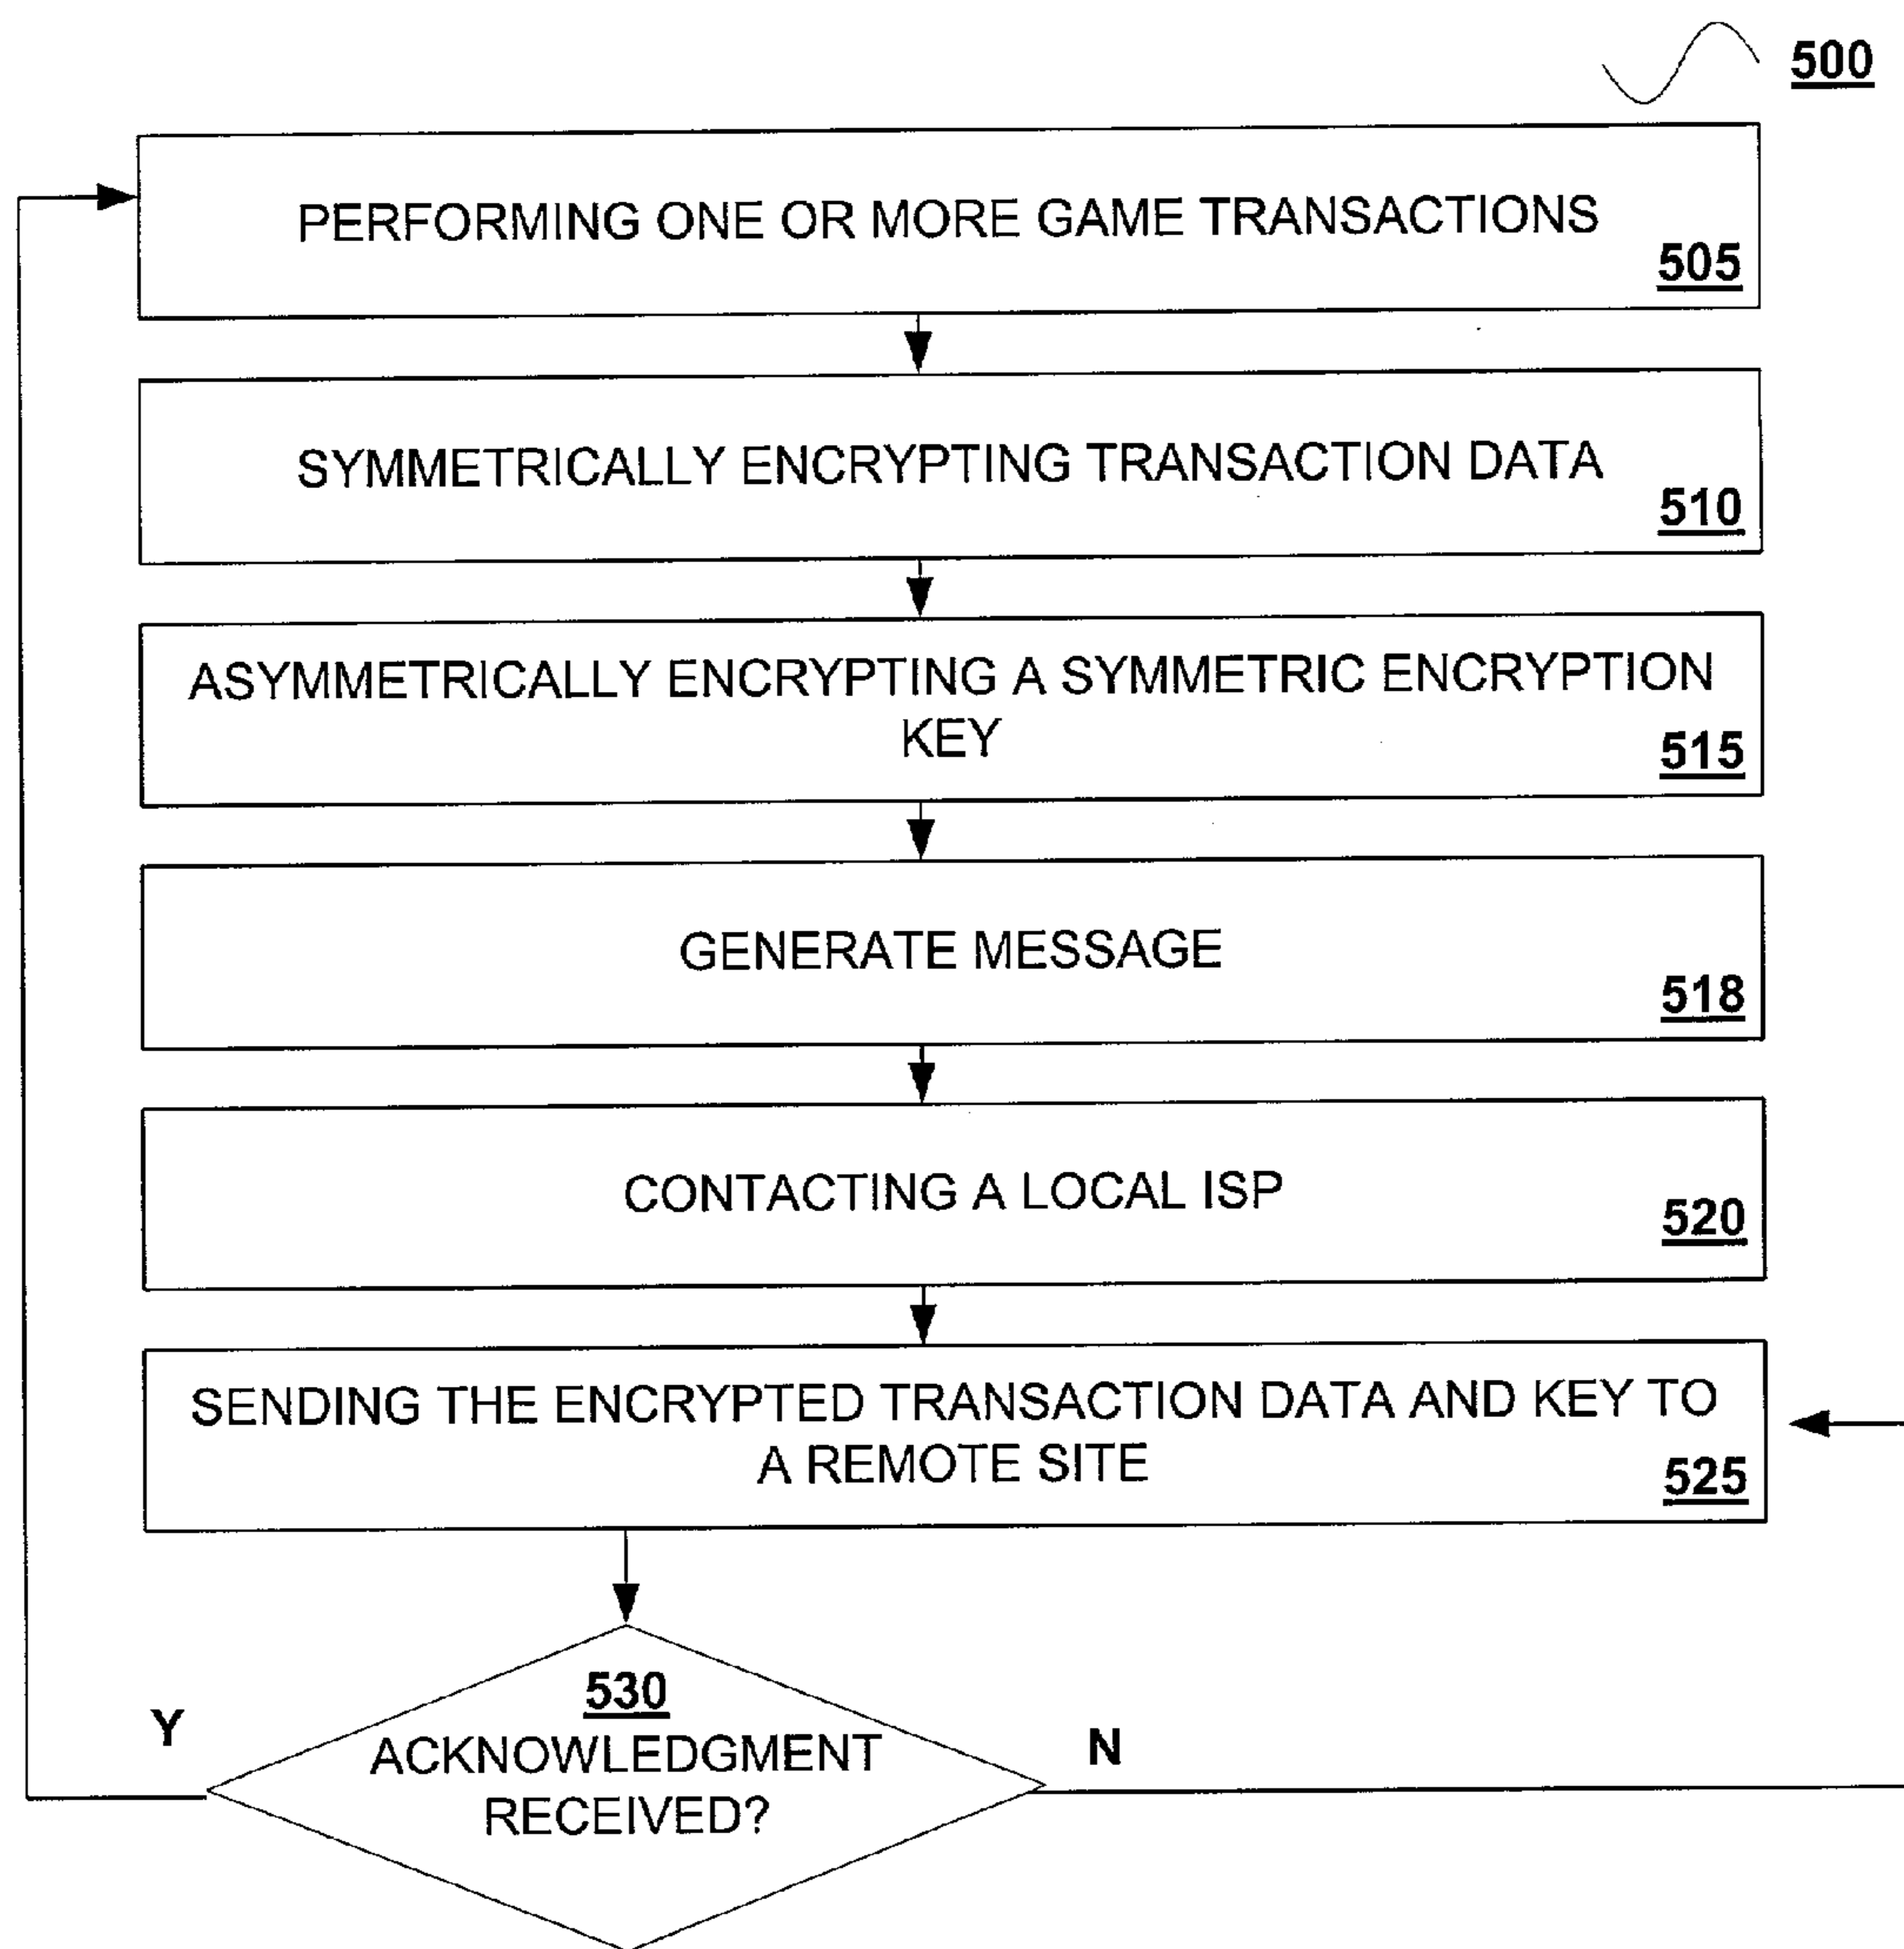 500
PERFORMING ONE OR MORE GAME TRANSACTIONS
505
SYMMETRICALLY ENCRYPTING TRANSACTION DATA
510
ASYMMETRICALLY ENCRYPTING A SYMMETRIC ENCRYPTION
KEY
515
GENERATE MESSAGE
518
CONTACTING A LOCAL ISP
520
SENDING THE ENCRYPTED TRANSACTION DATA AND KEY TO
A REMOTE SITE
525
530
Y
N
ACKNOWLEDGMENT
RECEIVED?